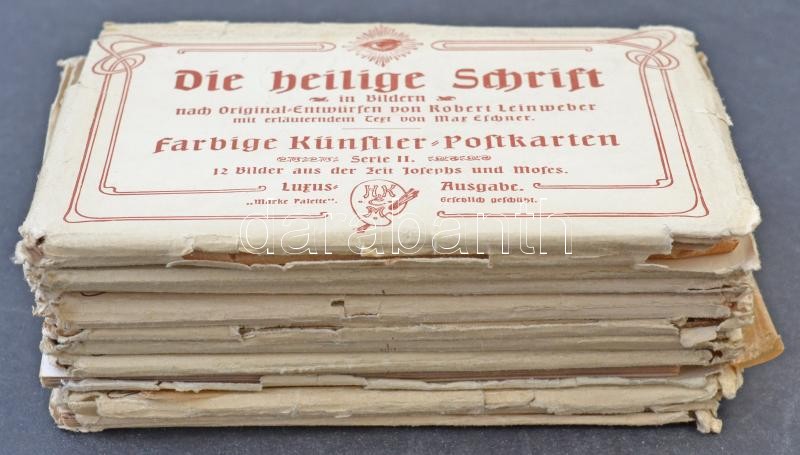 Die heilige Schrift
in Bildern
nach Original-Entwürfen von Robert Leinweber
mit erläuterndem Text von Max Eschner.
Farbige Künstler-Postkarten
Serie II.
12 Bilder aus der Zeit Josephs und Moses.
Luxus- Ausgabe.
„Marke Palette". Gesetzlich geschützt.
H.K.
M.
darabanth